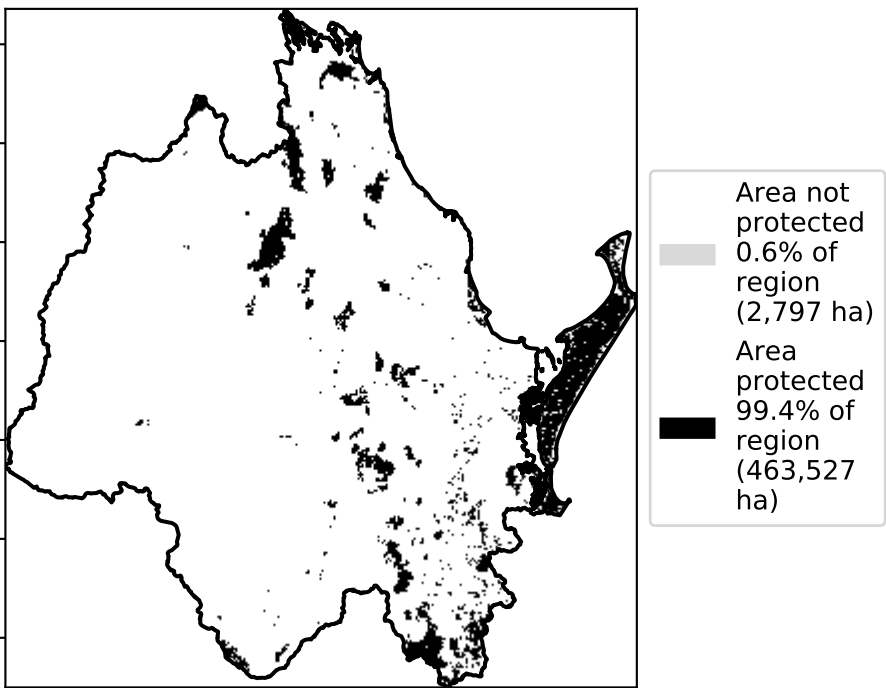 Area not
protected
0.6% of
region
(2,797 ha)
Area
protected
99.4% of
region
(463,527
ha)